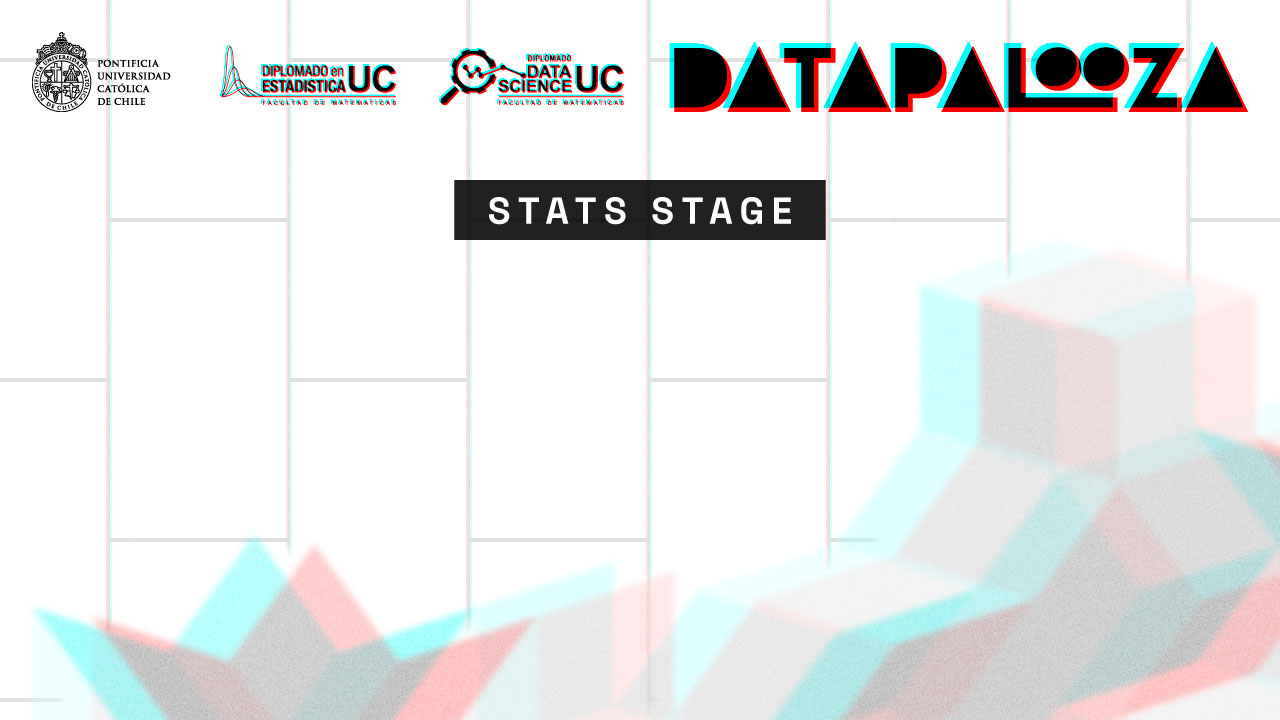 PONTIFICIA
UNIVERSIDAD
CATÓLICA
DE CHILE
DIPLOMADO en
ESTADISTICA UC
FACULTAD DE MATEMATICAS
DIPLOMADO
DATA
SCIENCE UC
FACULTAD DE MATEMATICAS
DATAPALOOZA
STATS STAGE